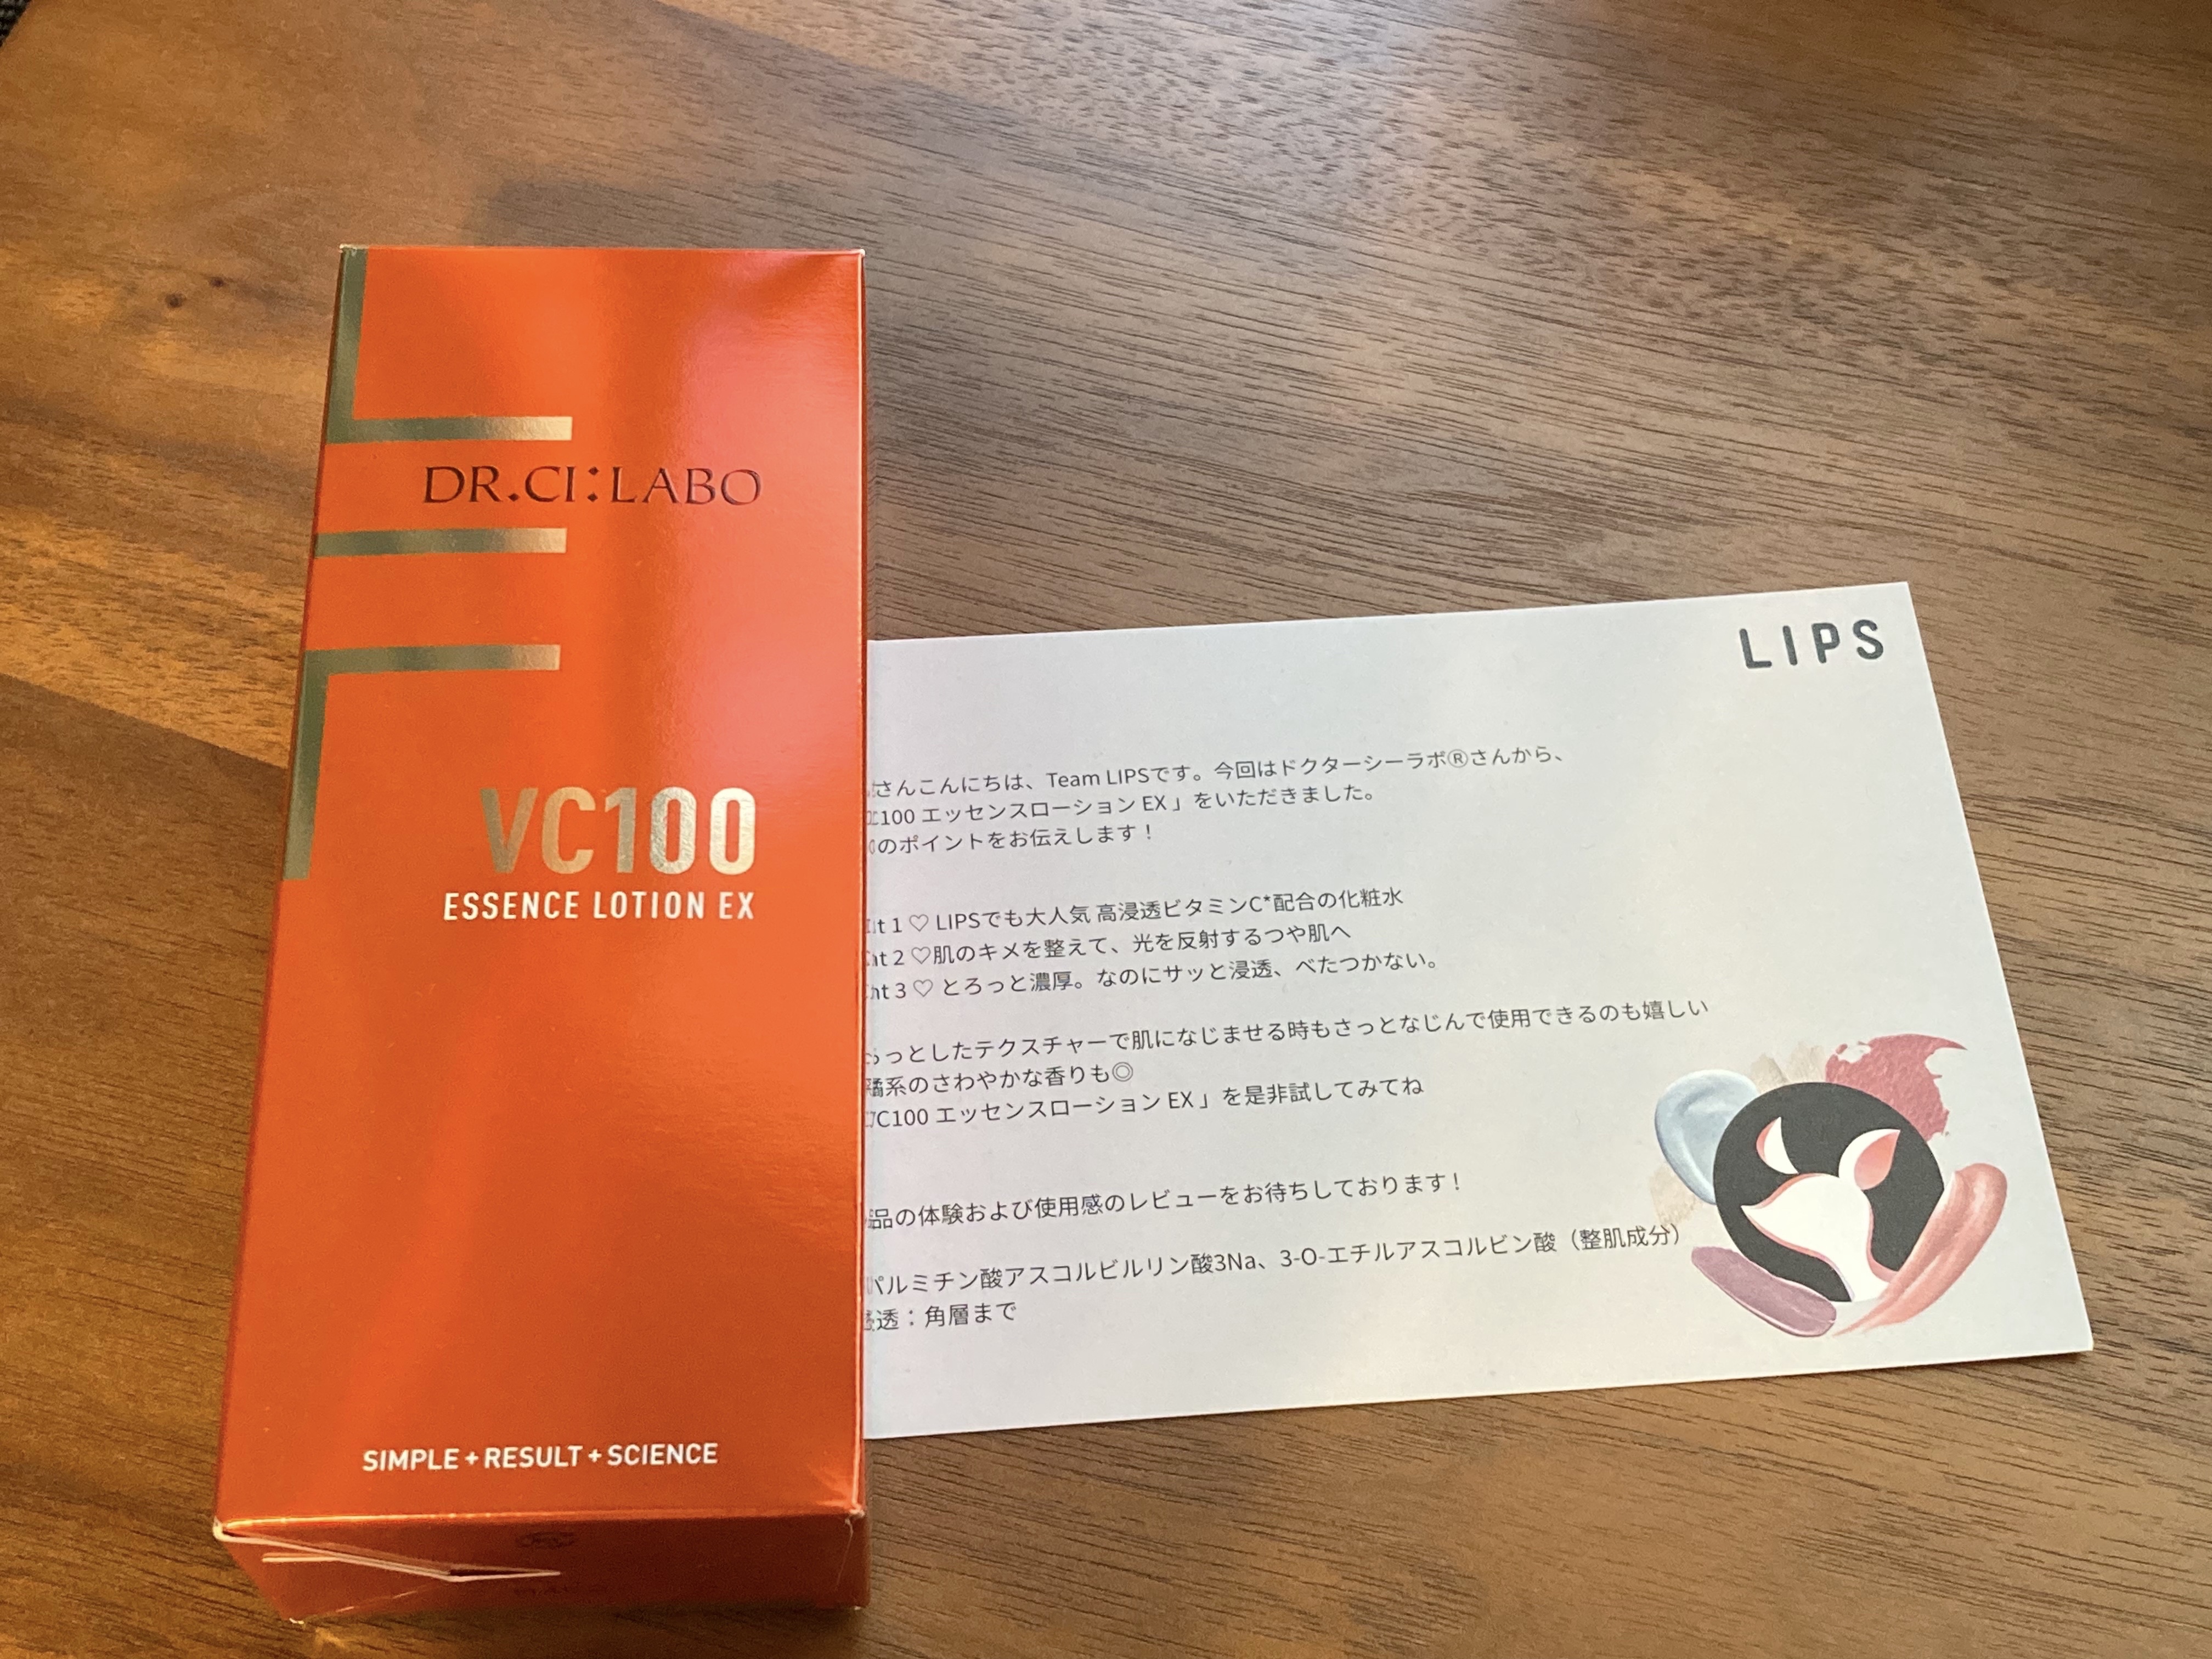 DR.CI:LABO
VC100
ESSENCE LOTION EX
SIMPLE+RESULT+SCIENCE
LIPS
さんこんにちは、Team LIPSです。今回はドクターシーラボ®さんから、
C100 エッセンスローション EX 」をいただきました。
のポイントをお伝えします！
nt 1 ♡ LIPSでも大人気 高浸透ビタミンC*配合の化粧水
nt 2 ♡肌のキメを整えて、光を反射するつや肌へ
nt 3 ♡ とろっと濃厚。なのにサッと浸透、べたつかない。
ろっとしたテクスチャーで肌になじませる時もさっとなじんで使用できるのも嬉しい
橘系のさわやかな香りも◎
VC100 エッセンスローション EX 」を是非試してみてね
品の体験および使用感のレビューをお待ちしております！
パルミチン酸アスコルビルリン酸3Na、3-O-エチルアスコルビン酸（整肌成分）
浸透：角層まで